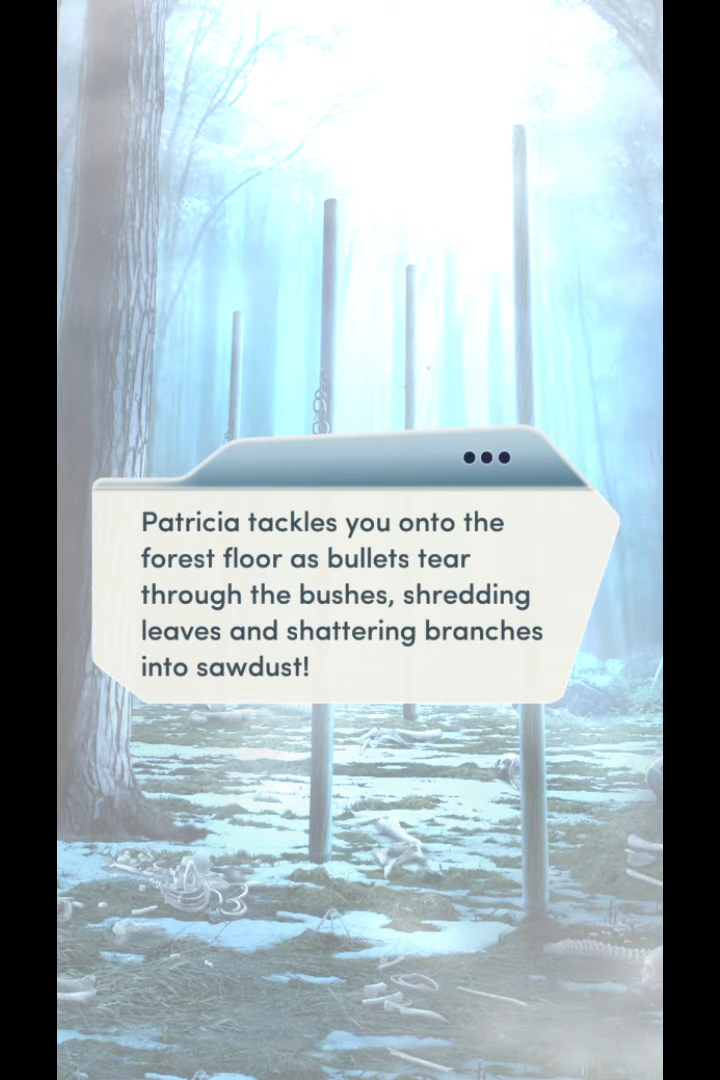 Patricia tackles you onto the
forest floor as bullets tear
through the bushes, shredding
leaves and shattering branches
into sawdust!